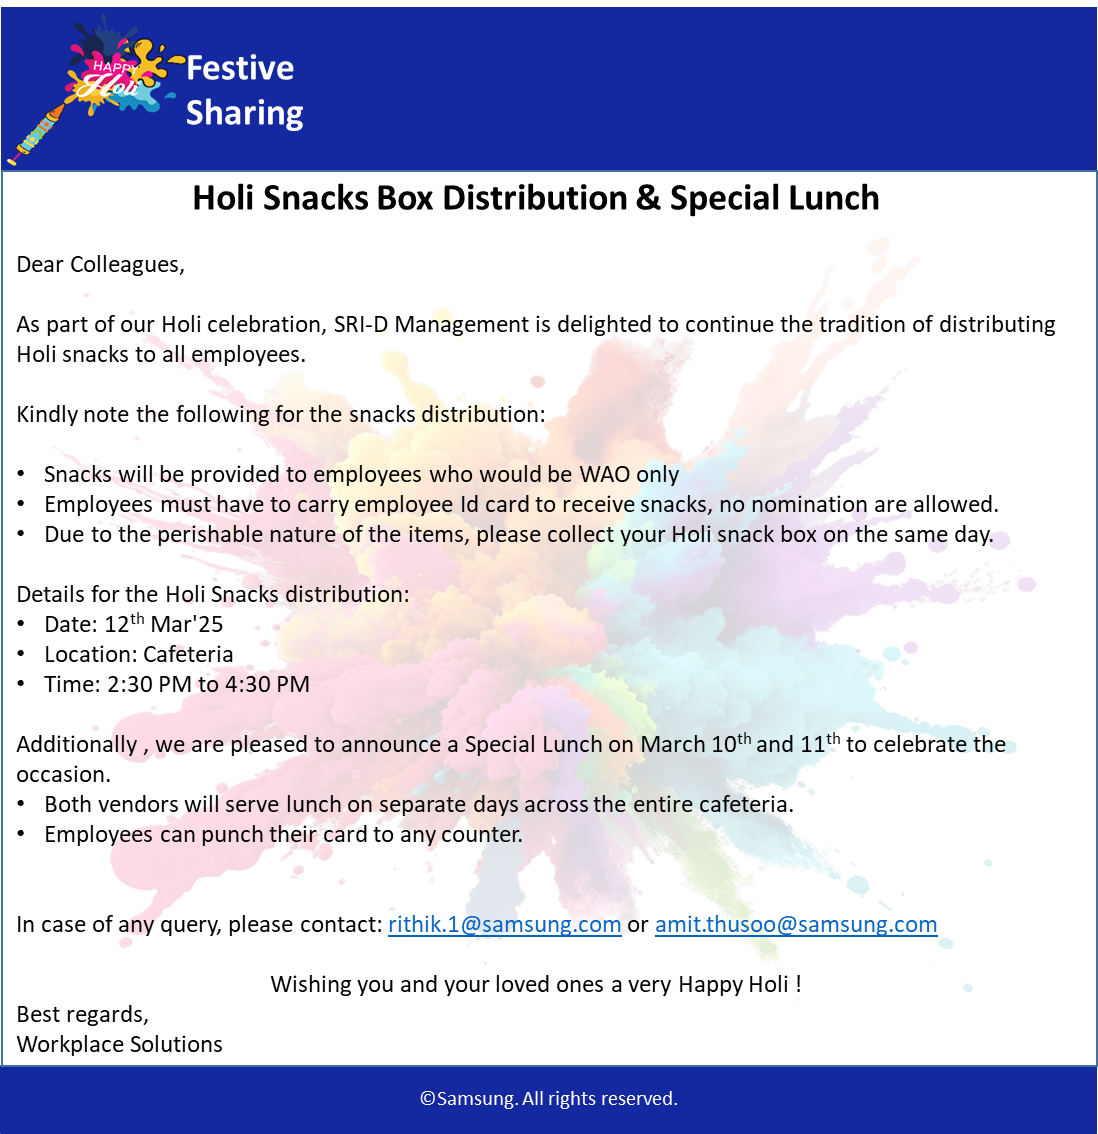 HAPPY
Holi
Festive
Sharing
Holi Snacks Box Distribution & Special Lunch
Dear Colleagues,
As part of our Holi celebration, SRI-D Management is delighted to continue the tradition of distributing
Holi snacks to all employees.
Kindly note the following for the snacks distribution:
• Snacks will be provided to employees who would be WAO only
• Employees must have to carry employee Id card to receive snacks, no nomination are allowed.
• Due to the perishable nature of the items, please collect your Holi snack box on the same day.
Details for the Holi Snacks distribution:
• Date: 12th Mar'25
• Location: Cafeteria
• Time: 2:30 PM to 4:30 PM
Additionally , we are pleased to announce a Special Lunch on March 10th and 11th to celebrate the
occasion.
• Both vendors will serve lunch on separate days across the entire cafeteria.
• Employees can punch their card to any counter.
In case of any query, please contact: rithik.1@samsung.com or amit.thusoo@samsung.com
Wishing you and your loved ones a very Happy Holi !
Best regards,
Workplace Solutions
©Samsung. All rights reserved.